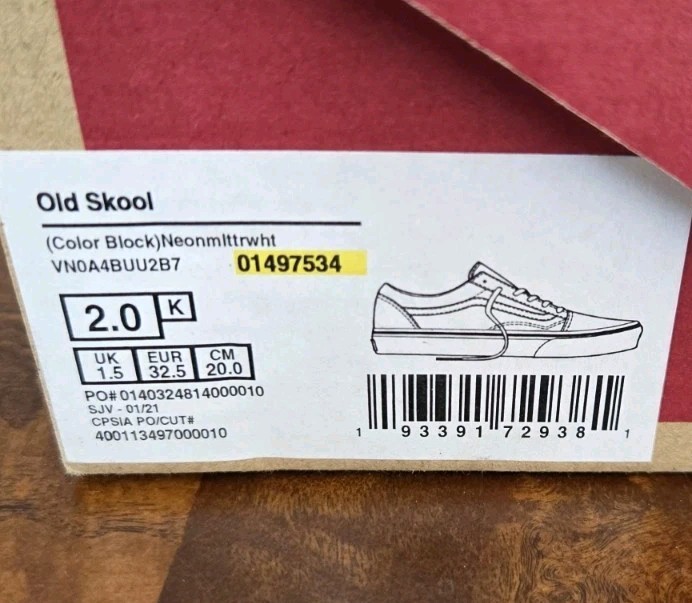 Old Skool
(Color Block)Neonmlttrwht
VN0A4BUU2B7 01497534
2.0 K
UK EUR CM
1.5 32.5 20.0
PO# 0140324814000010
SJV - 01/21
CPSIA PO/CUT#
400113497000010
1 93391 72938 1